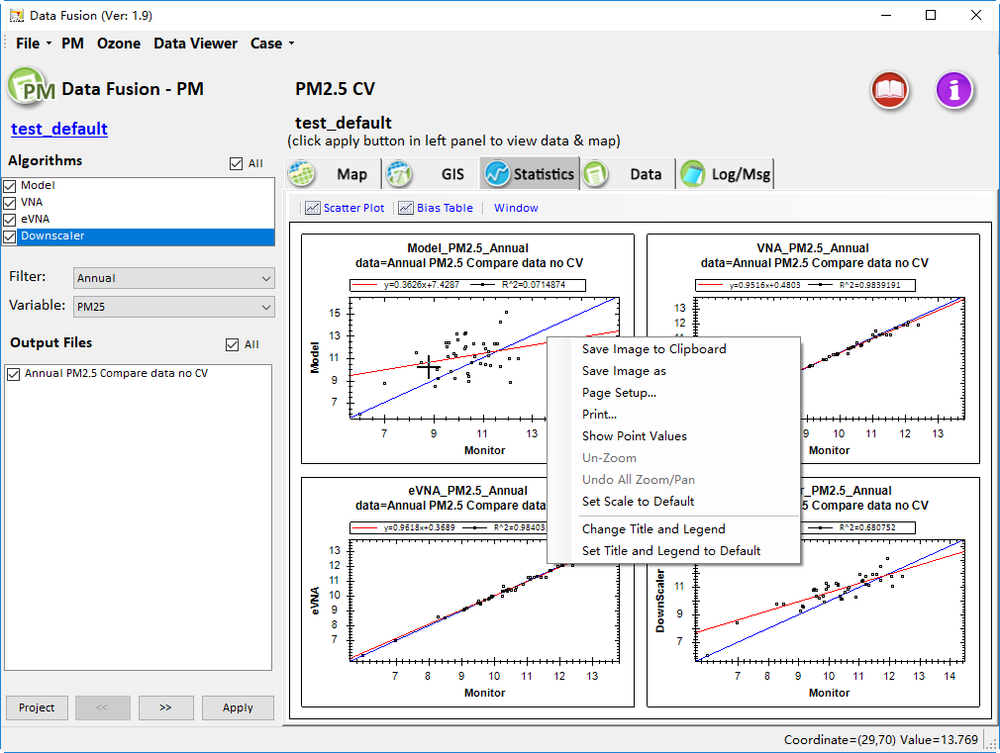 Data Fusion (Ver: 1.9)
File PM Ozone Data Viewer Case
PM Data Fusion - PM
PM2.5 CV
test_default
test_default
(click apply button in left panel to view data & map)
Algorithms
All
Model
VNA
eVNA
Downscaler
Filter: Annual
Variable: PM25
Output Files
All
Annual PM2.5 Compare data no CV
Project << >> Apply
Map GIS Statistics Data Log/Msg
Scatter Plot Bias Table Window
Model_PM2.5_Annual
data=Annual PM2.5 Compare data no CV
y=0.3626x+7.4287 R^2=0.0714874
15
13
11
9
7
Model
7 9 11 13
Monitor
VNA_PM2.5_Annual
data=Annual PM2.5 Compare data no CV
y=0.9516x+0.4803 R^2=0.9839191
13
12
9 10 11 12 13
Monitor
Save Image to Clipboard
Save Image as
Page Setup...
Print...
Show Point Values
Un-Zoom
Undo All Zoom/Pan
Set Scale to Default
Change Title and Legend
Set Title and Legend to Default
eVNA_PM2.5_Annual
data=Annual PM2.5 Compa
y=0.9618x+0.3689 R^2=0.98403
13
12
11
10
9
8
7
eVNA
7 8 9 10 11 12 13
Monitor
r_PM2.5_Annual
5 Compare data no CV
R^2=0.680752
11
9
7
DownScaler
7 8 9 10 11 12 13 14
Monitor
Coordinate=(29,70) Value=13.769